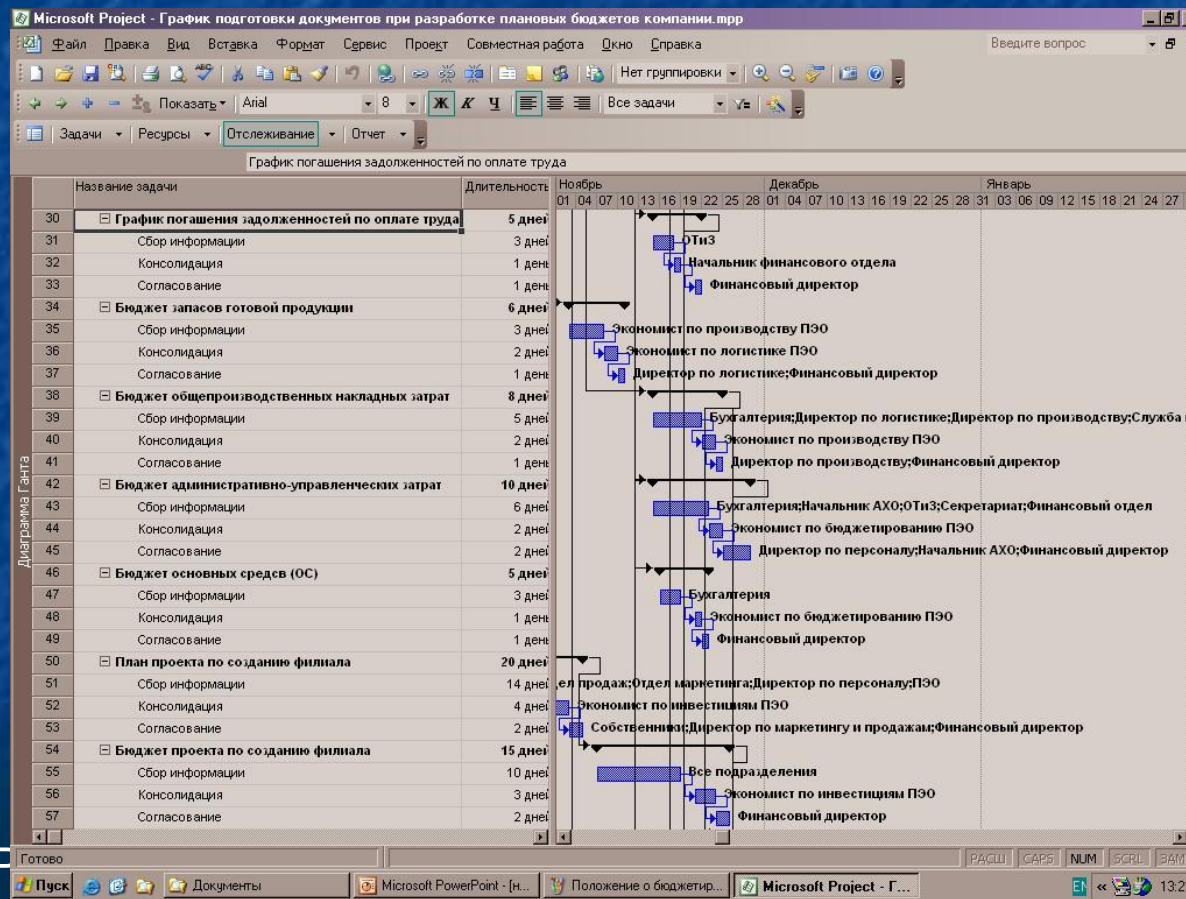 Microsoft Project - График подготовки документов при разработке плановых бюджетов компании.mpp
Файл Правка Вид Вставка Формат Сервис Проект Совместная работа Окно Справка Введите вопрос
Нет группировки
Показать Arial 8 Ж К Ч Все задачи
Задачи Ресурсы Отслеживание Отчет
График погашения задолженностей по оплате труда
Название задачи Длительность Ноябрь Декабрь Январь
01 04 07 10 13 16 19 22 25 28 01 04 07 10 13 16 19 22 25 28 31 03 06 09 12 15 18 21 24 27
30 График погашения задолженностей по оплате труда 5 дней
31 Сбор информации 3 дней ОТиЗ
32 Консолидация 1 день Начальник финансового отдела
33 Согласование 1 день Финансовый директор
34 Бюджет запасов готовой продукции 6 дней
35 Сбор информации 3 дней Экономист по производству ПЭО
36 Консолидация 2 дней Экономист по логистике ПЭО
37 Согласование 1 день Директор по логистике;Финансовый директор
38 Бюджет общепроизводственных накладных затрат 8 дней
39 Сбор информации 5 дней Бухгалтерия;Директор по логистике;Директор по производству;Служба
40 Консолидация 2 дней Экономист по производству ПЭО
41 Согласование 1 день Директор по производству;Финансовый директор
42 Бюджет административно-управленческих затрат 10 дней
43 Сбор информации 6 дней Бухгалтерия;Начальник АХО;ОТиЗ;Секретариат;Финансовый отдел
44 Консолидация 2 дней Экономист по бюджетированию ПЭО
45 Согласование 2 дней Директор по персоналу;Начальник АХО;Финансовый директор
46 Бюджет основных средсв (ОС) 5 дней
47 Сбор информации 3 дней Бухгалтерия
48 Консолидация 1 день Экономист по бюджетированию ПЭО
49 Согласование 1 день Финансовый директор
50 План проекта по созданию филиала 20 дней
51 Сбор информации 14 дней ел продаж;Отдел маркетинга;Директор по персоналу;ПЭО
52 Консолидация 4 дней Экономист по инвестициям ПЭО
53 Согласование 2 дней Собственники;Директор по маркетингу и продажам;Финансовый директор
54 Бюджет проекта по созданию филиала 15 дней
55 Сбор информации 10 дней Все подразделения
56 Консолидация 3 дней Экономист по инвестициям ПЭО
57 Согласование 2 дней Финансовый директор
Диаграмма Ганта
Готово РАСШ CAPS NUM SCRL ЗАМ
Пуск Документы Microsoft PowerPoint - [н... Положение о бюджетир... Microsoft Project - Г... EN « 13:2